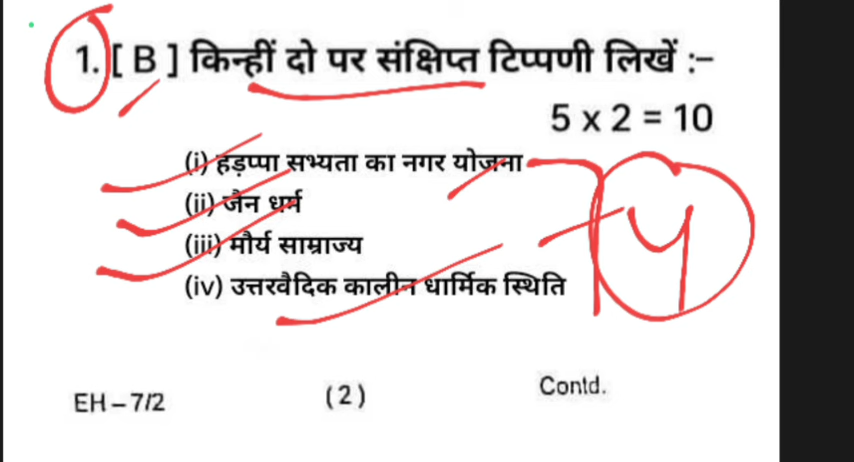 1. [ B ] किन्हीं दो पर संक्षिप्त टिप्पणी लिखें :–
5 x 2 = 10
(i) हड़प्पा सभ्यता का नगर योजना
(ii) जैन धर्म
(iii) मौर्य साम्राज्य
(iv) उत्तरवैदिक कालीन धार्मिक स्थिति
EH – 7/2
(2)
Contd.